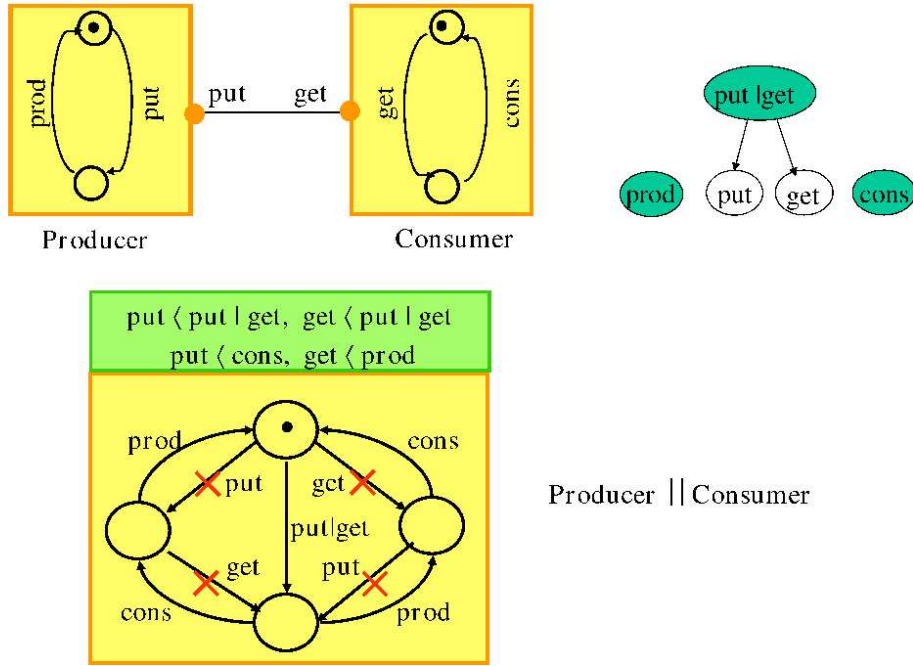 prod
put
put get
get
cons
Producer
Consumer
put |get
prod
put
get
cons
put ⟨ put | get, get ⟨ put | get
put ⟨ cons, get ⟨ prod
prod
cons
put
get
put|get
get
put
cons
prod
Producer || Consumer